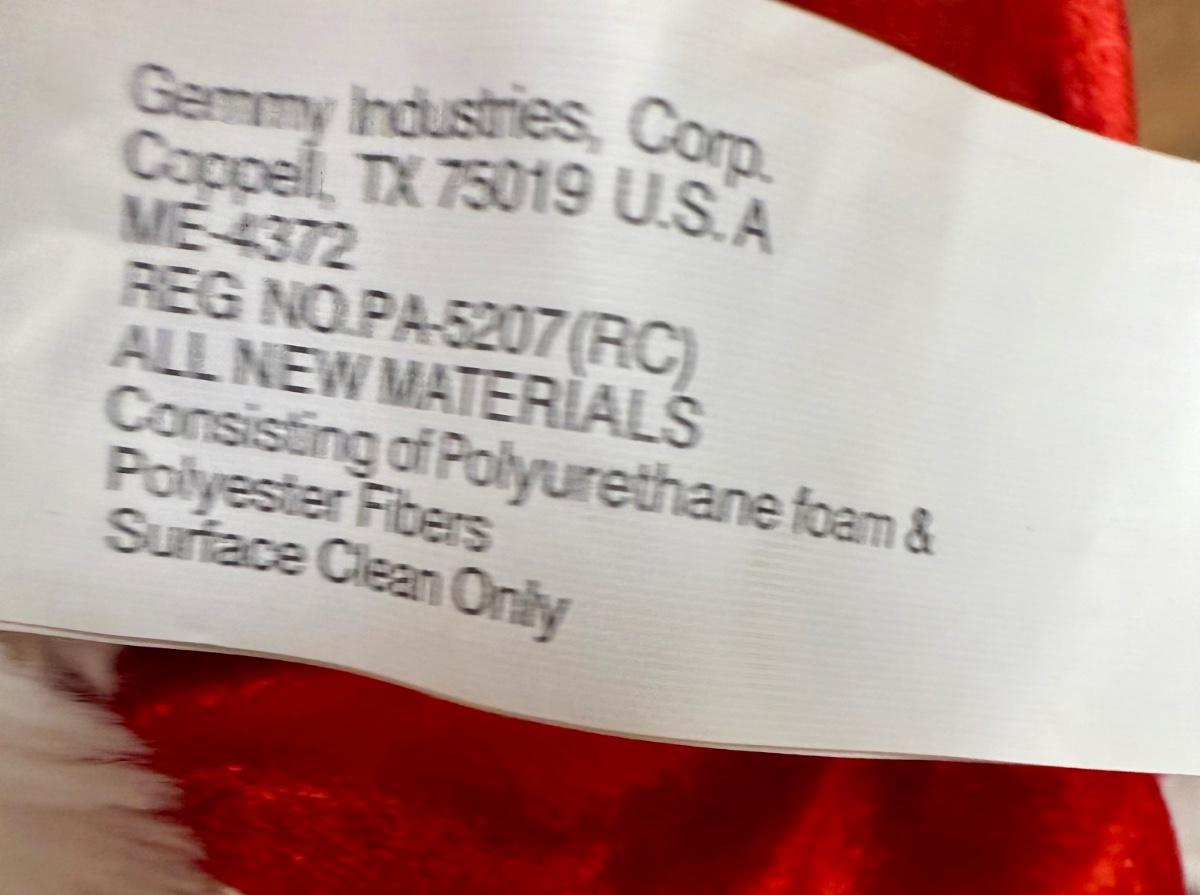 Gemmy Industries, Corp.
Coppell, TX 75019 U.S.A
ME-4372
REG NO.PA-5207(RC)
ALL NEW MATERIALS
Consisting of Polyurethane foam &
Polyester Fibers
Surface Clean Only